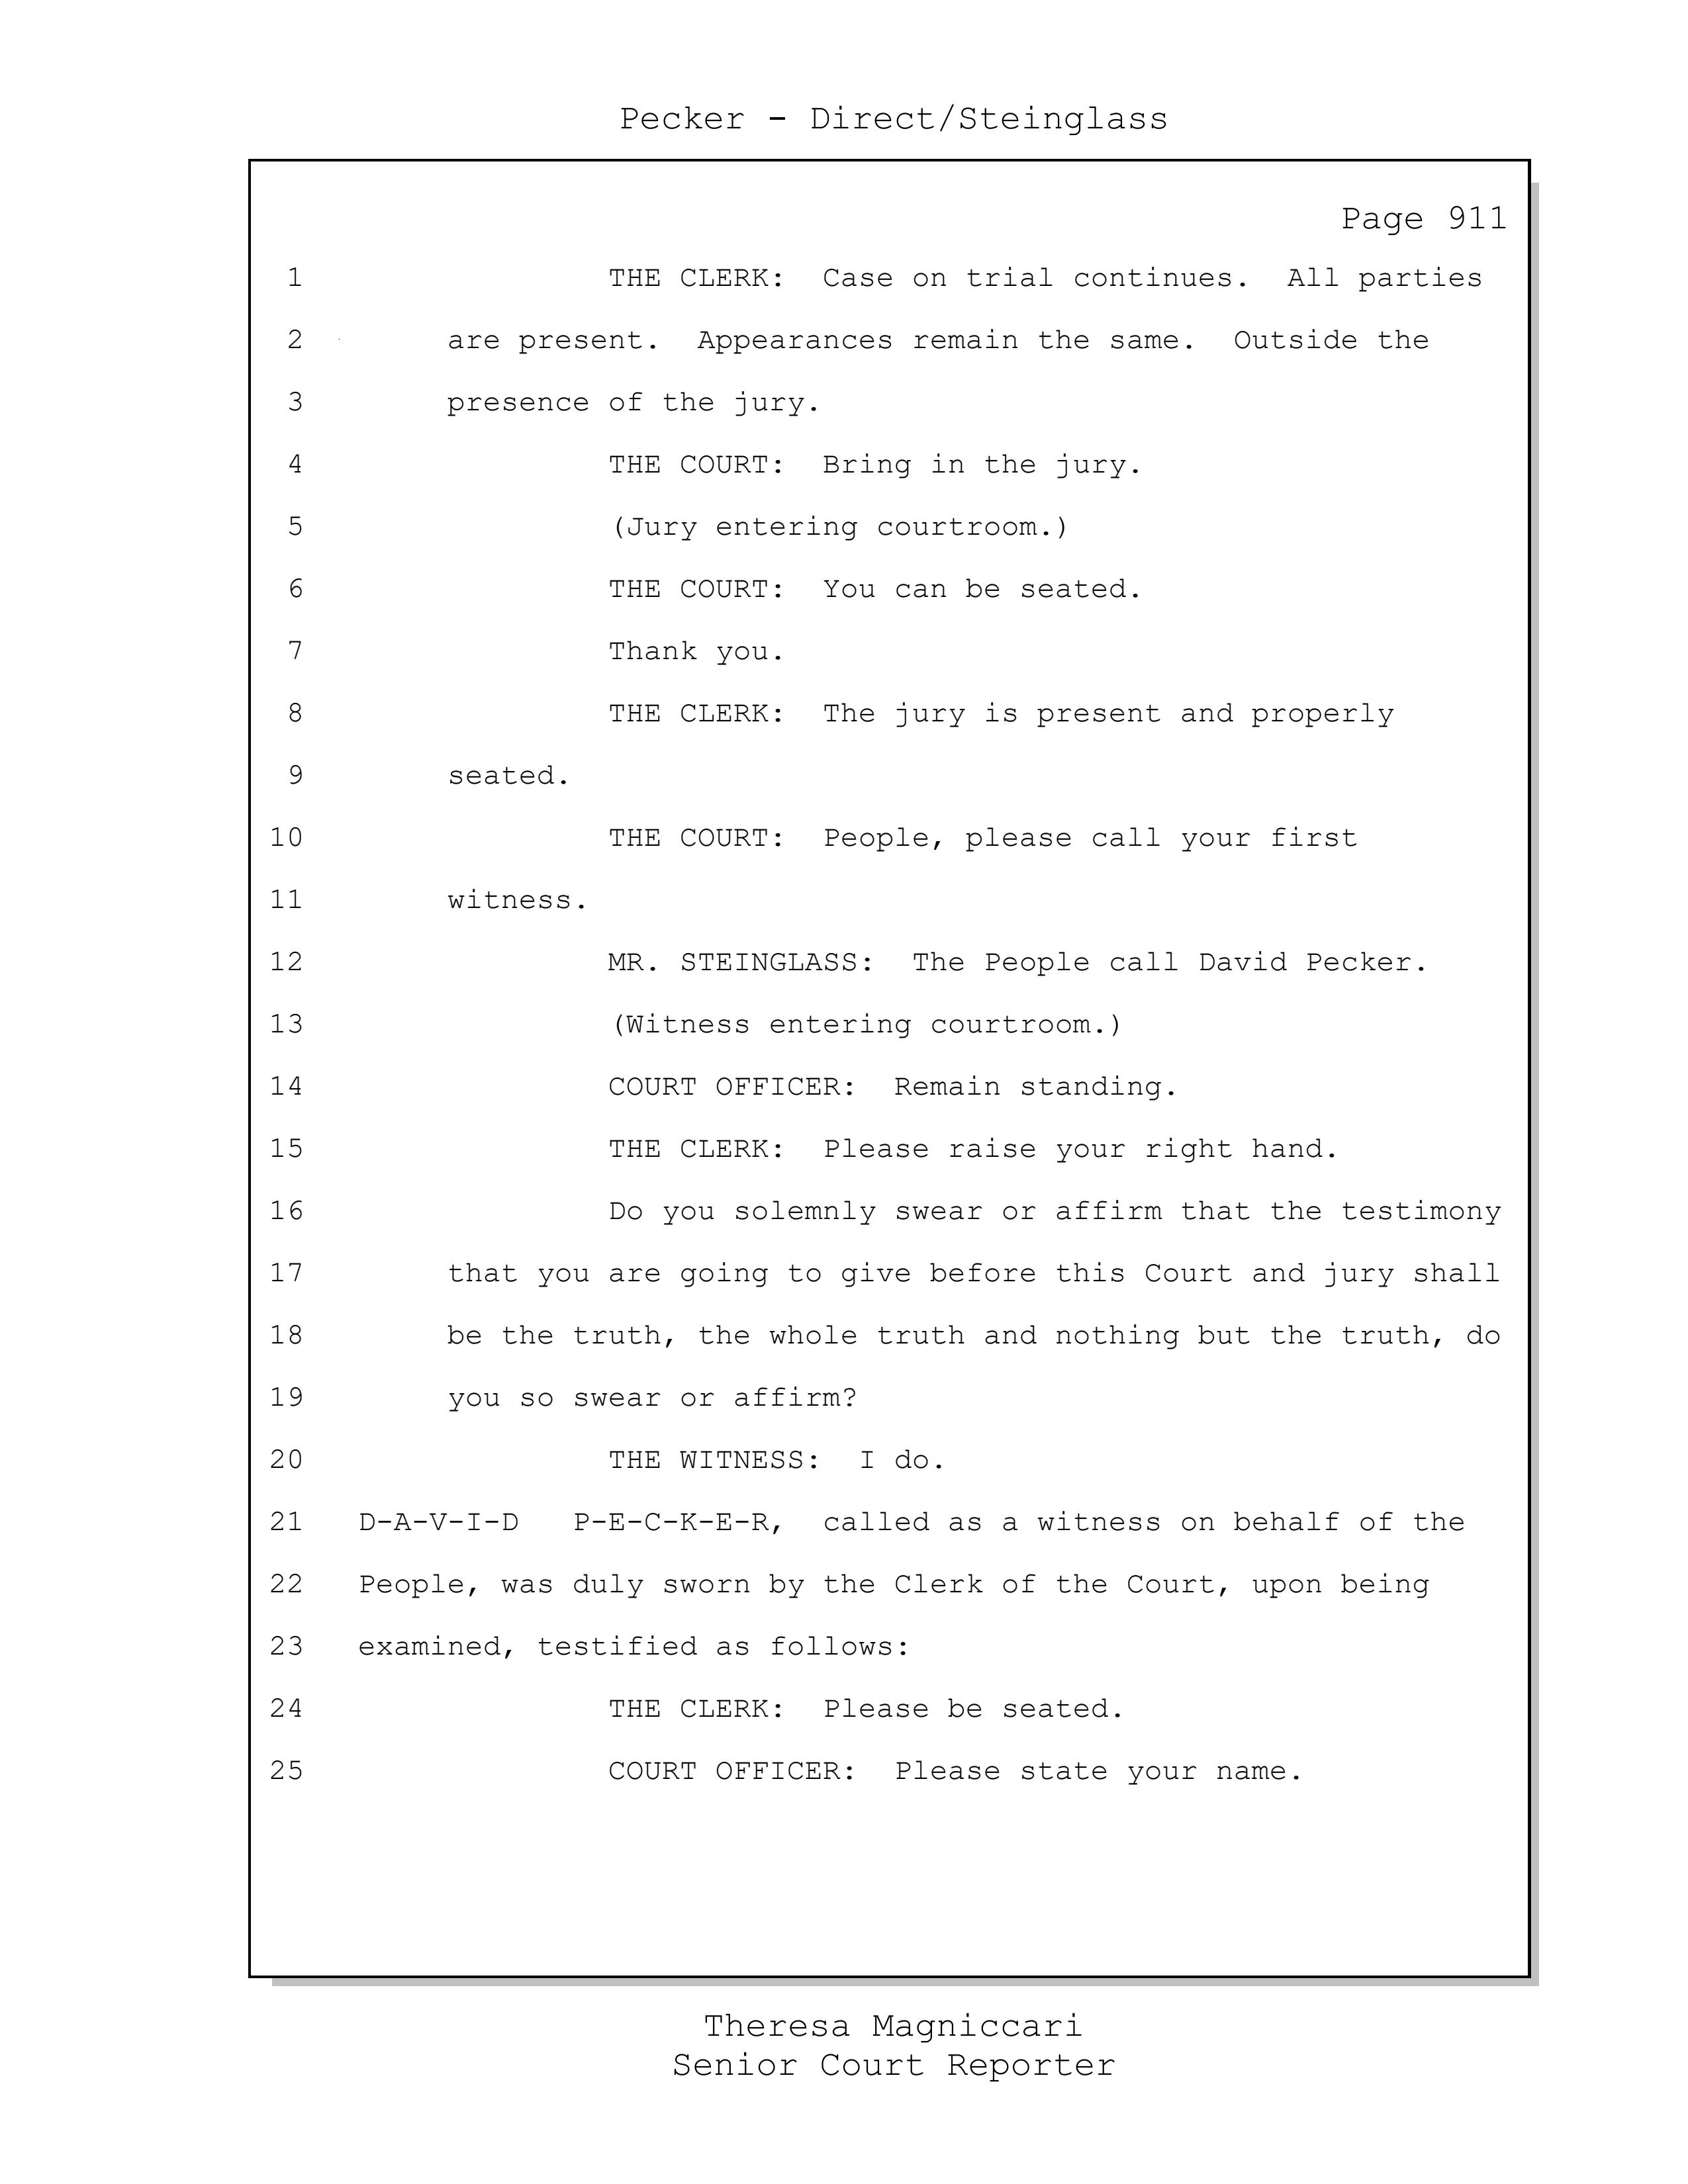 Pecker - Direct/Steinglass
Page 911
1 THE CLERK: Case on trial continues. All parties
2 are present. Appearances remain the same. Outside the
3 presence of the jury.
4 THE COURT: Bring in the jury.
5 (Jury entering courtroom.)
6 THE COURT: You can be seated.
7 Thank you.
8 THE CLERK: The jury is present and properly
9 seated.
10 THE COURT: People, please call your first
11 witness.
12 MR. STEINGLASS: The People call David Pecker.
13 (Witness entering courtroom.)
14 COURT OFFICER: Remain standing.
15 THE CLERK: Please raise your right hand.
16 Do you solemnly swear or affirm that the testimony
17 that you are going to give before this Court and jury shall
18 be the truth, the whole truth and nothing but the truth, do
19 you so swear or affirm?
20 THE WITNESS: I do.
21 D-A-V-I-D P-E-C-K-E-R, called as a witness on behalf of the
22 People, was duly sworn by the Clerk of the Court, upon being
23 examined, testified as follows:
24 THE CLERK: Please be seated.
25 COURT OFFICER: Please state your name.
Theresa Magniccari
Senior Court Reporter